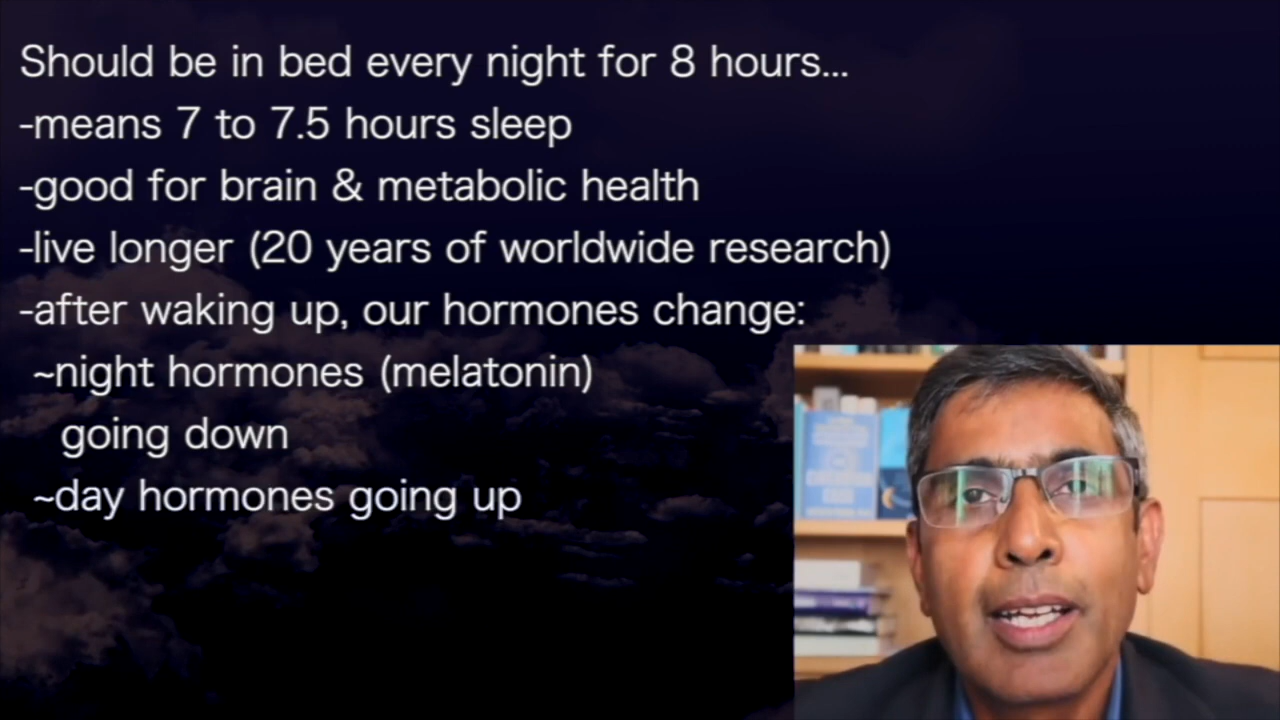 Should be in bed every night for 8 hours...
-means 7 to 7.5 hours sleep
-good for brain & metabolic health
-live longer (20 years of worldwide research)
-after waking up, our hormones change:
~night hormones (melatonin)
going down
~day hormones going up